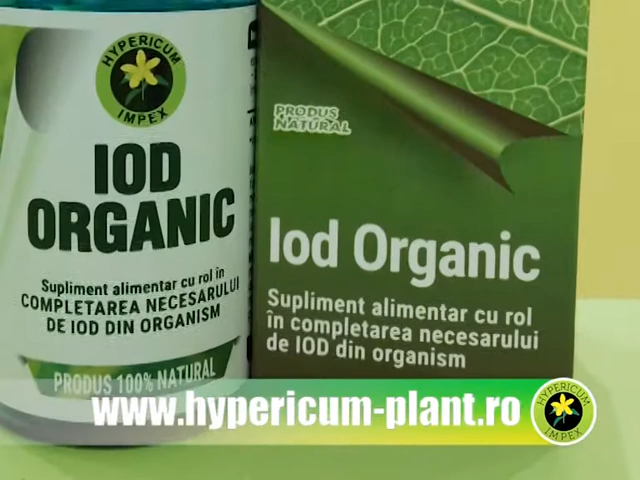 HYPERICUM
IMPEX
IOD
ORGANIC
Supliment alimentar cu rol în
COMPLETAREA NECESARULUI
DE IOD DIN ORGANISM
PRODUS 100% NATURAL
PRODUS
NATURAL
Iod Organic
Supliment alimentar cu rol
în completarea necesarului
de IOD din organism
www.hypericum-plant.ro
HYPERICUM
IMPEX